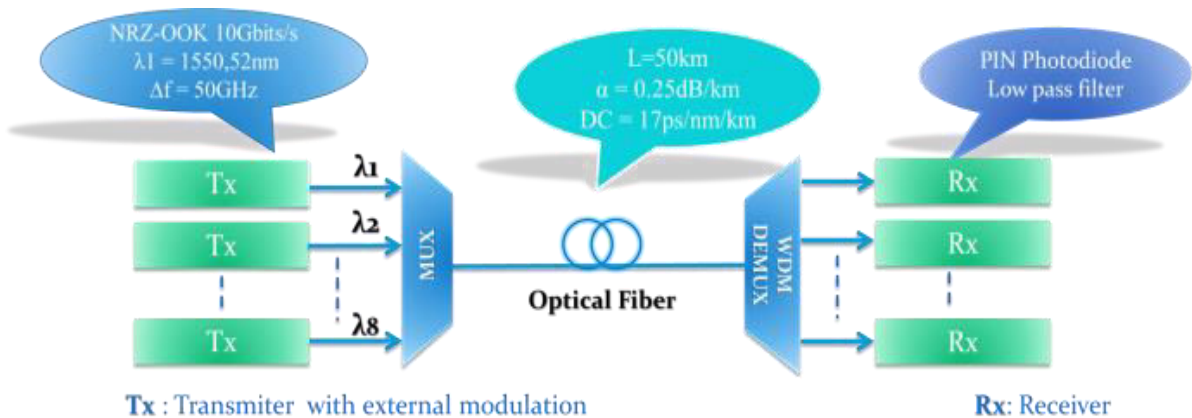 NRZ-OOK 10Gbits/s
λ1 = 1550,52nm
Δf = 50GHz
L=50km
α = 0.25dB/km
DC = 17ps/nm/km
PIN Photodiode
Low pass filter
Tx
λ1
Rx
Tx
λ2
MUX
WDM
DEMUX
Rx
Optical Fiber
Tx
λ8
Rx
Tx : Transmiter with external modulation
Rx: Receiver